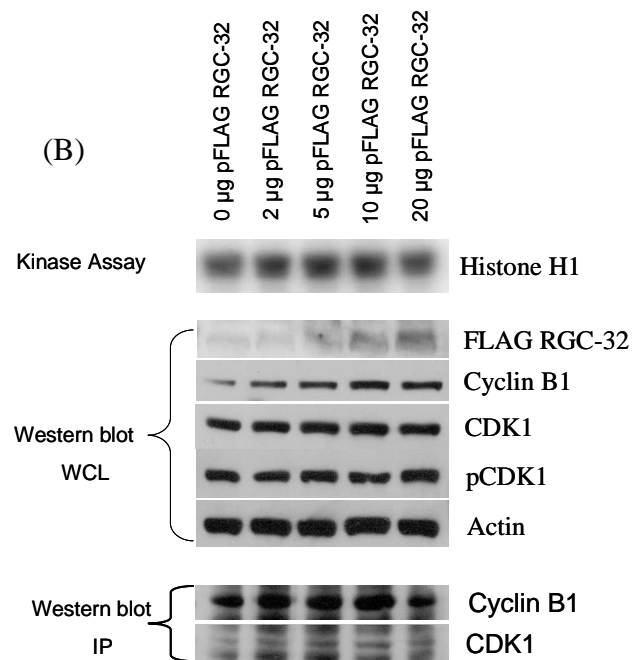 0 µg pFLAG RGC-32
2 µg pFLAG RGC-32
5 µg pFLAG RGC-32
10 µg pFLAG RGC-32
20 µg pFLAG RGC-32
(B)
Kinase Assay
Histone H1
FLAG RGC-32
Cyclin B1
CDK1
Western blot
WCL
pCDK1
Actin
Western blot
IP
Cyclin B1
CDK1